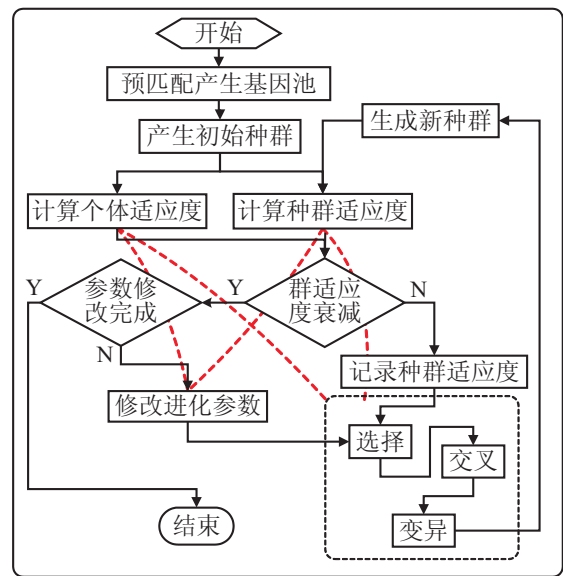 开始
预匹配产生基因池
产生初始种群
生成新种群
计算个体适应度
计算种群适应度
Y
参数修
改完成
Y
群适应
度衰减
N
N
记录种群适应度
修改进化参数
选择
交叉
结束
变异